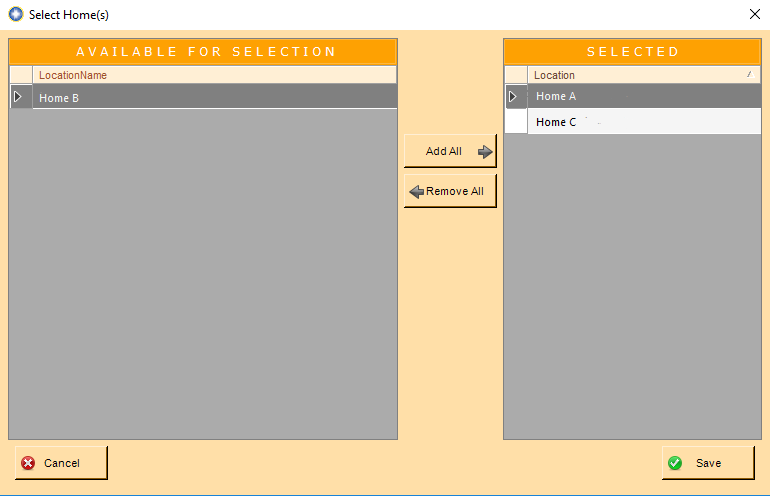 Select Home(s)
AVAILABLE FOR SELECTION
LocationName
Home B
Add All
Remove All
SELECTED
Location
Home A
Home C
Cancel
Save